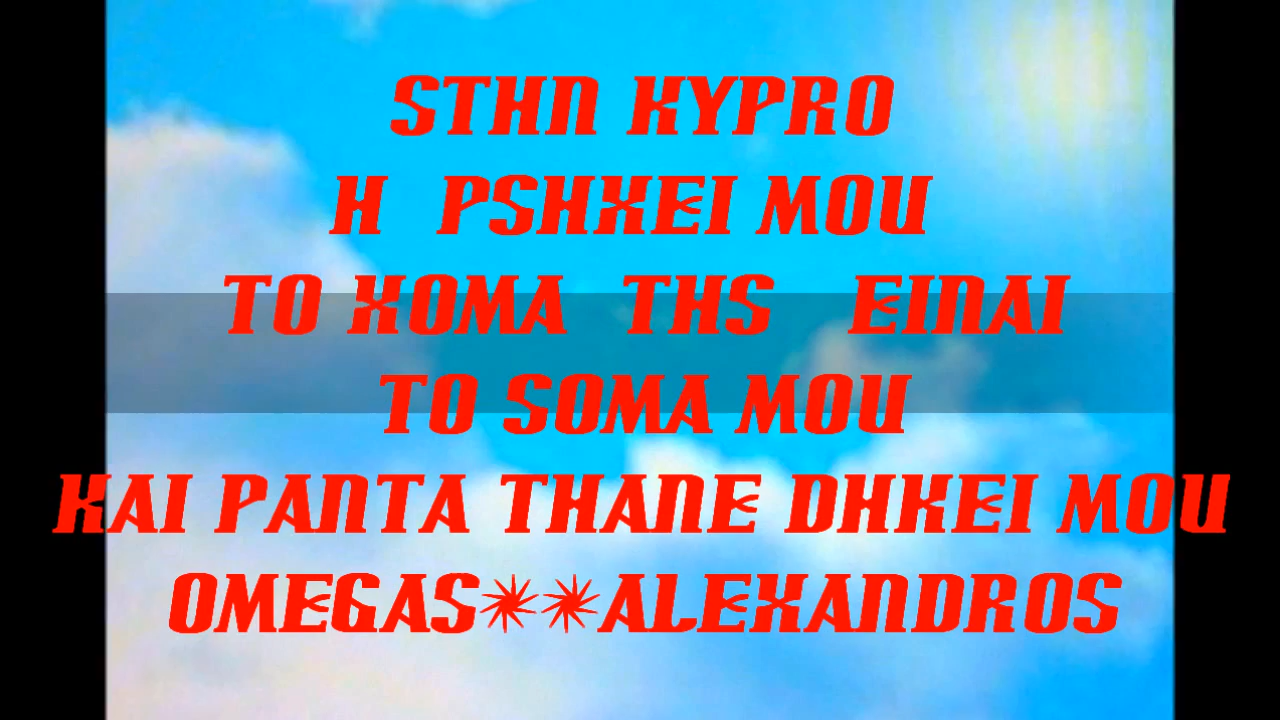 STHN KYPRO
H PSHXEI MOU
TO XOMA THS EINAI
TO SOMA MOU
KAI PANTA THANE DHKEI MOU
OMEGAS**ALEXANDROS